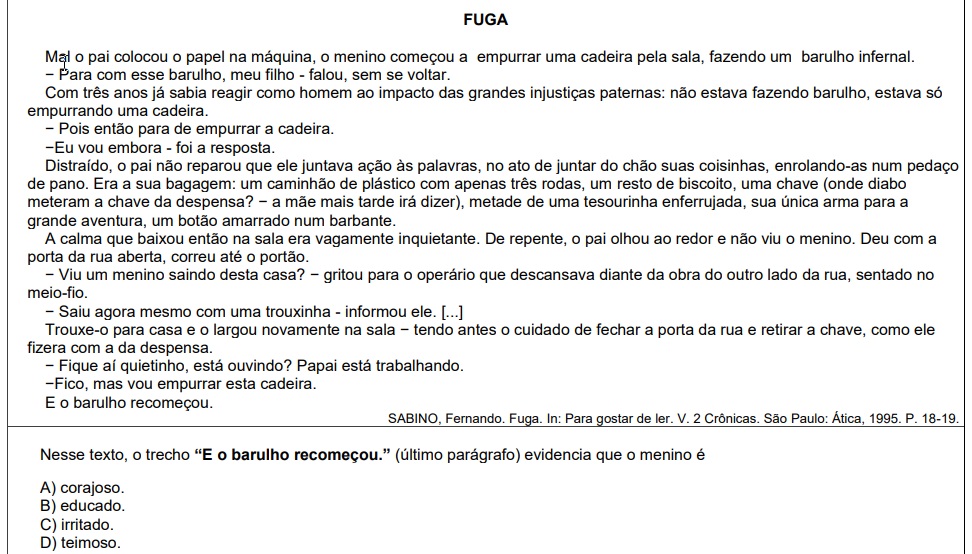 FUGA
Mal o pai colocou o papel na máquina, o menino começou a empurrar uma cadeira pela sala, fazendo um barulho infernal.
− Para com esse barulho, meu filho - falou, sem se voltar.
Com três anos já sabia reagir como homem ao impacto das grandes injustiças paternas: não estava fazendo barulho, estava só
empurrando uma cadeira.
− Pois então para de empurrar a cadeira.
−Eu vou embora - foi a resposta.
Distraído, o pai não reparou que ele juntava ação às palavras, no ato de juntar do chão suas coisinhas, enrolando-as num pedaço
de pano. Era a sua bagagem: um caminhão de plástico com apenas três rodas, um resto de biscoito, uma chave (onde diabo
meteram a chave da despensa? − a mãe mais tarde irá dizer), metade de uma tesourinha enferrujada, sua única arma para a
grande aventura, um botão amarrado num barbante.
A calma que baixou então na sala era vagamente inquietante. De repente, o pai olhou ao redor e não viu o menino. Deu com a
porta da rua aberta, correu até o portão.
− Viu um menino saindo desta casa? − gritou para o operário que descansava diante da obra do outro lado da rua, sentado no
meio-fio.
− Saiu agora mesmo com uma trouxinha - informou ele. [...]
Trouxe-o para casa e o largou novamente na sala − tendo antes o cuidado de fechar a porta da rua e retirar a chave, como ele
fizera com a da despensa.
− Fique aí quietinho, está ouvindo? Papai está trabalhando.
−Fico, mas vou empurrar esta cadeira.
E o barulho recomeçou.
SABINO, Fernando. Fuga. In: Para gostar de ler. V. 2 Crônicas. São Paulo: Ática, 1995. P. 18-19.
Nesse texto, o trecho “E o barulho recomeçou.” (último parágrafo) evidencia que o menino é
A) corajoso.
B) educado.
C) irritado.
D) teimoso.